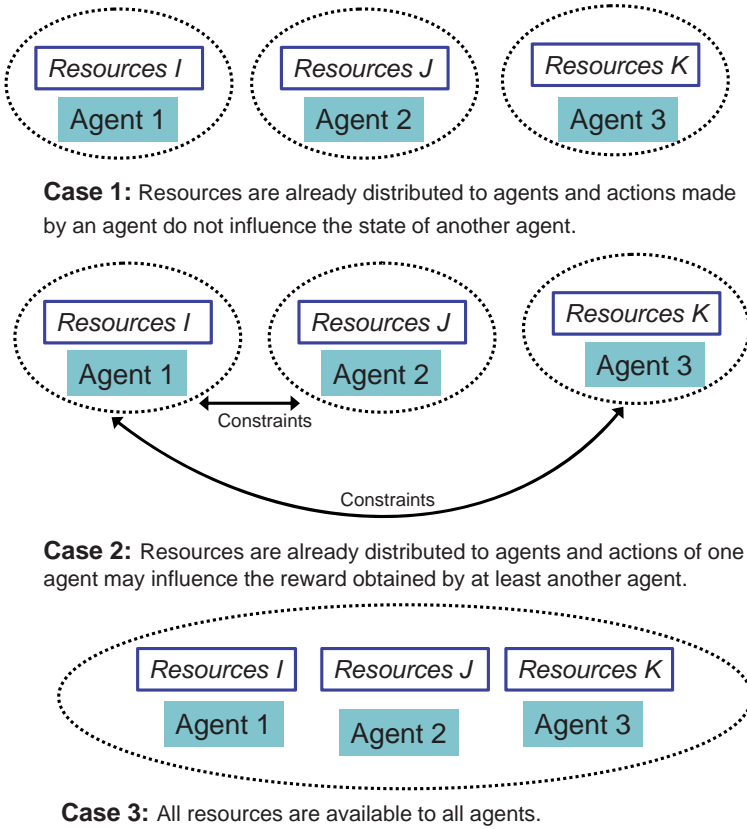 Resources I
Resources J
Resources K
Agent 1
Agent 2
Agent 3
Case 1: Resources are already distributed to agents and actions made
by an agent do not influence the state of another agent.
Resources I
Resources J
Resources K
Agent 1
Agent 2
Agent 3
Constraints
Constraints
Case 2: Resources are already distributed to agents and actions of one
agent may influence the reward obtained by at least another agent.
Resources I
Resources J
Resources K
Agent 1
Agent 2
Agent 3
Case 3: All resources are available to all agents.